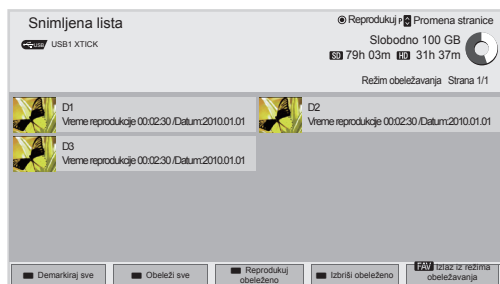 Snimljena lista
Reprodukuj P Promena stranice
USB USB1 XTICK
Slobodno 100 GB
SD 79h 03m HD 31h 37m
Režim obeležavanja Strana 1/1
D1
Vreme reprodukcije 00:02:30 /Datum:2010.01.01
D2
Vreme reprodukcije 00:02:30 /Datum:2010.01.01
D3
Vreme reprodukcije 00:02:30 /Datum:2010.01.01
Demarkiraj sve
Obeleži sve
Reprodukuj
obeleženo
Izbriši obeleženo
FAV Izlaz iz režima
obeležavanja